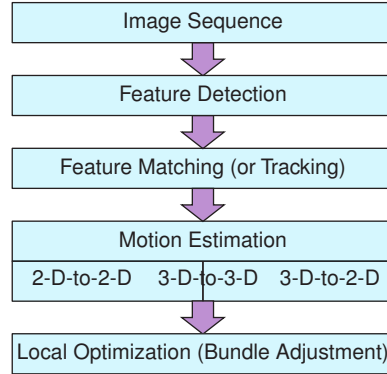 Image Sequence
Feature Detection
Feature Matching (or Tracking)
Motion Estimation
2-D-to-2-D 3-D-to-3-D 3-D-to-2-D
Local Optimization (Bundle Adjustment)